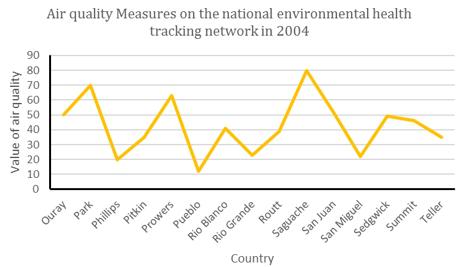 Air quality Measures on the national environmental health
tracking network in 2004
Value of air quality
90
80
70
60
50
40
30
20
10
0
Ouray
Park
Phillips
Pitkin
Prowers
Pueblo
Rio Blanco
Rio Grande
Routt
Saguache
San Juan
San Miguel
Sedgwick
Summit
Teller
Country